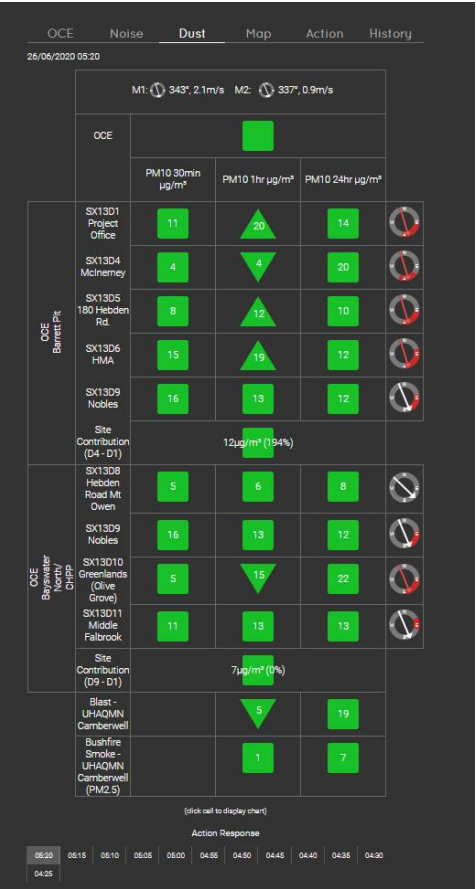 OCE Noise Dust Map Action History
26/06/2020 05:20
M1: 343°, 2.1m/s M2: 337°, 0.9m/s
OCE
PM10 30min
µg/m³
PM10 1hr µg/m³
PM10 24hr µg/m³
OCE
Barrett Pit
SX13D1
Project
Office
11 20 14
SX13D4
McInerney
4 4 20
SX13D5
180 Hebden
Rd.
8 12 10
SX13D6
HMA
15 19 12
SX13D9
Nobles
16 13 12
Site
Contribution
(D4 - D1)
12µg/m³ (194%)
OCE
Bayswater
North/
CHPP
SX13D8
Hebden
Road Mt
Owen
5 6 8
SX13D9
Nobles
16 13 12
SX13D10
Greenlands
(Olive
Grove)
5 15 22
SX13D11
Middle
Falbrook
11 13 13
Site
Contribution
(D9 - D1)
7µg/m³ (0%)
Blast -
UHAQMN
Camberwell
5 19
Bushfire
Smoke -
UHAQMN
Camberwell
(PM2.5)
1 7
(click cell to display chart)
Action Response
05:20 05:15 05:10 05:05 05:00 04:55 04:50 04:45 04:40 04:35 04:30
04:25